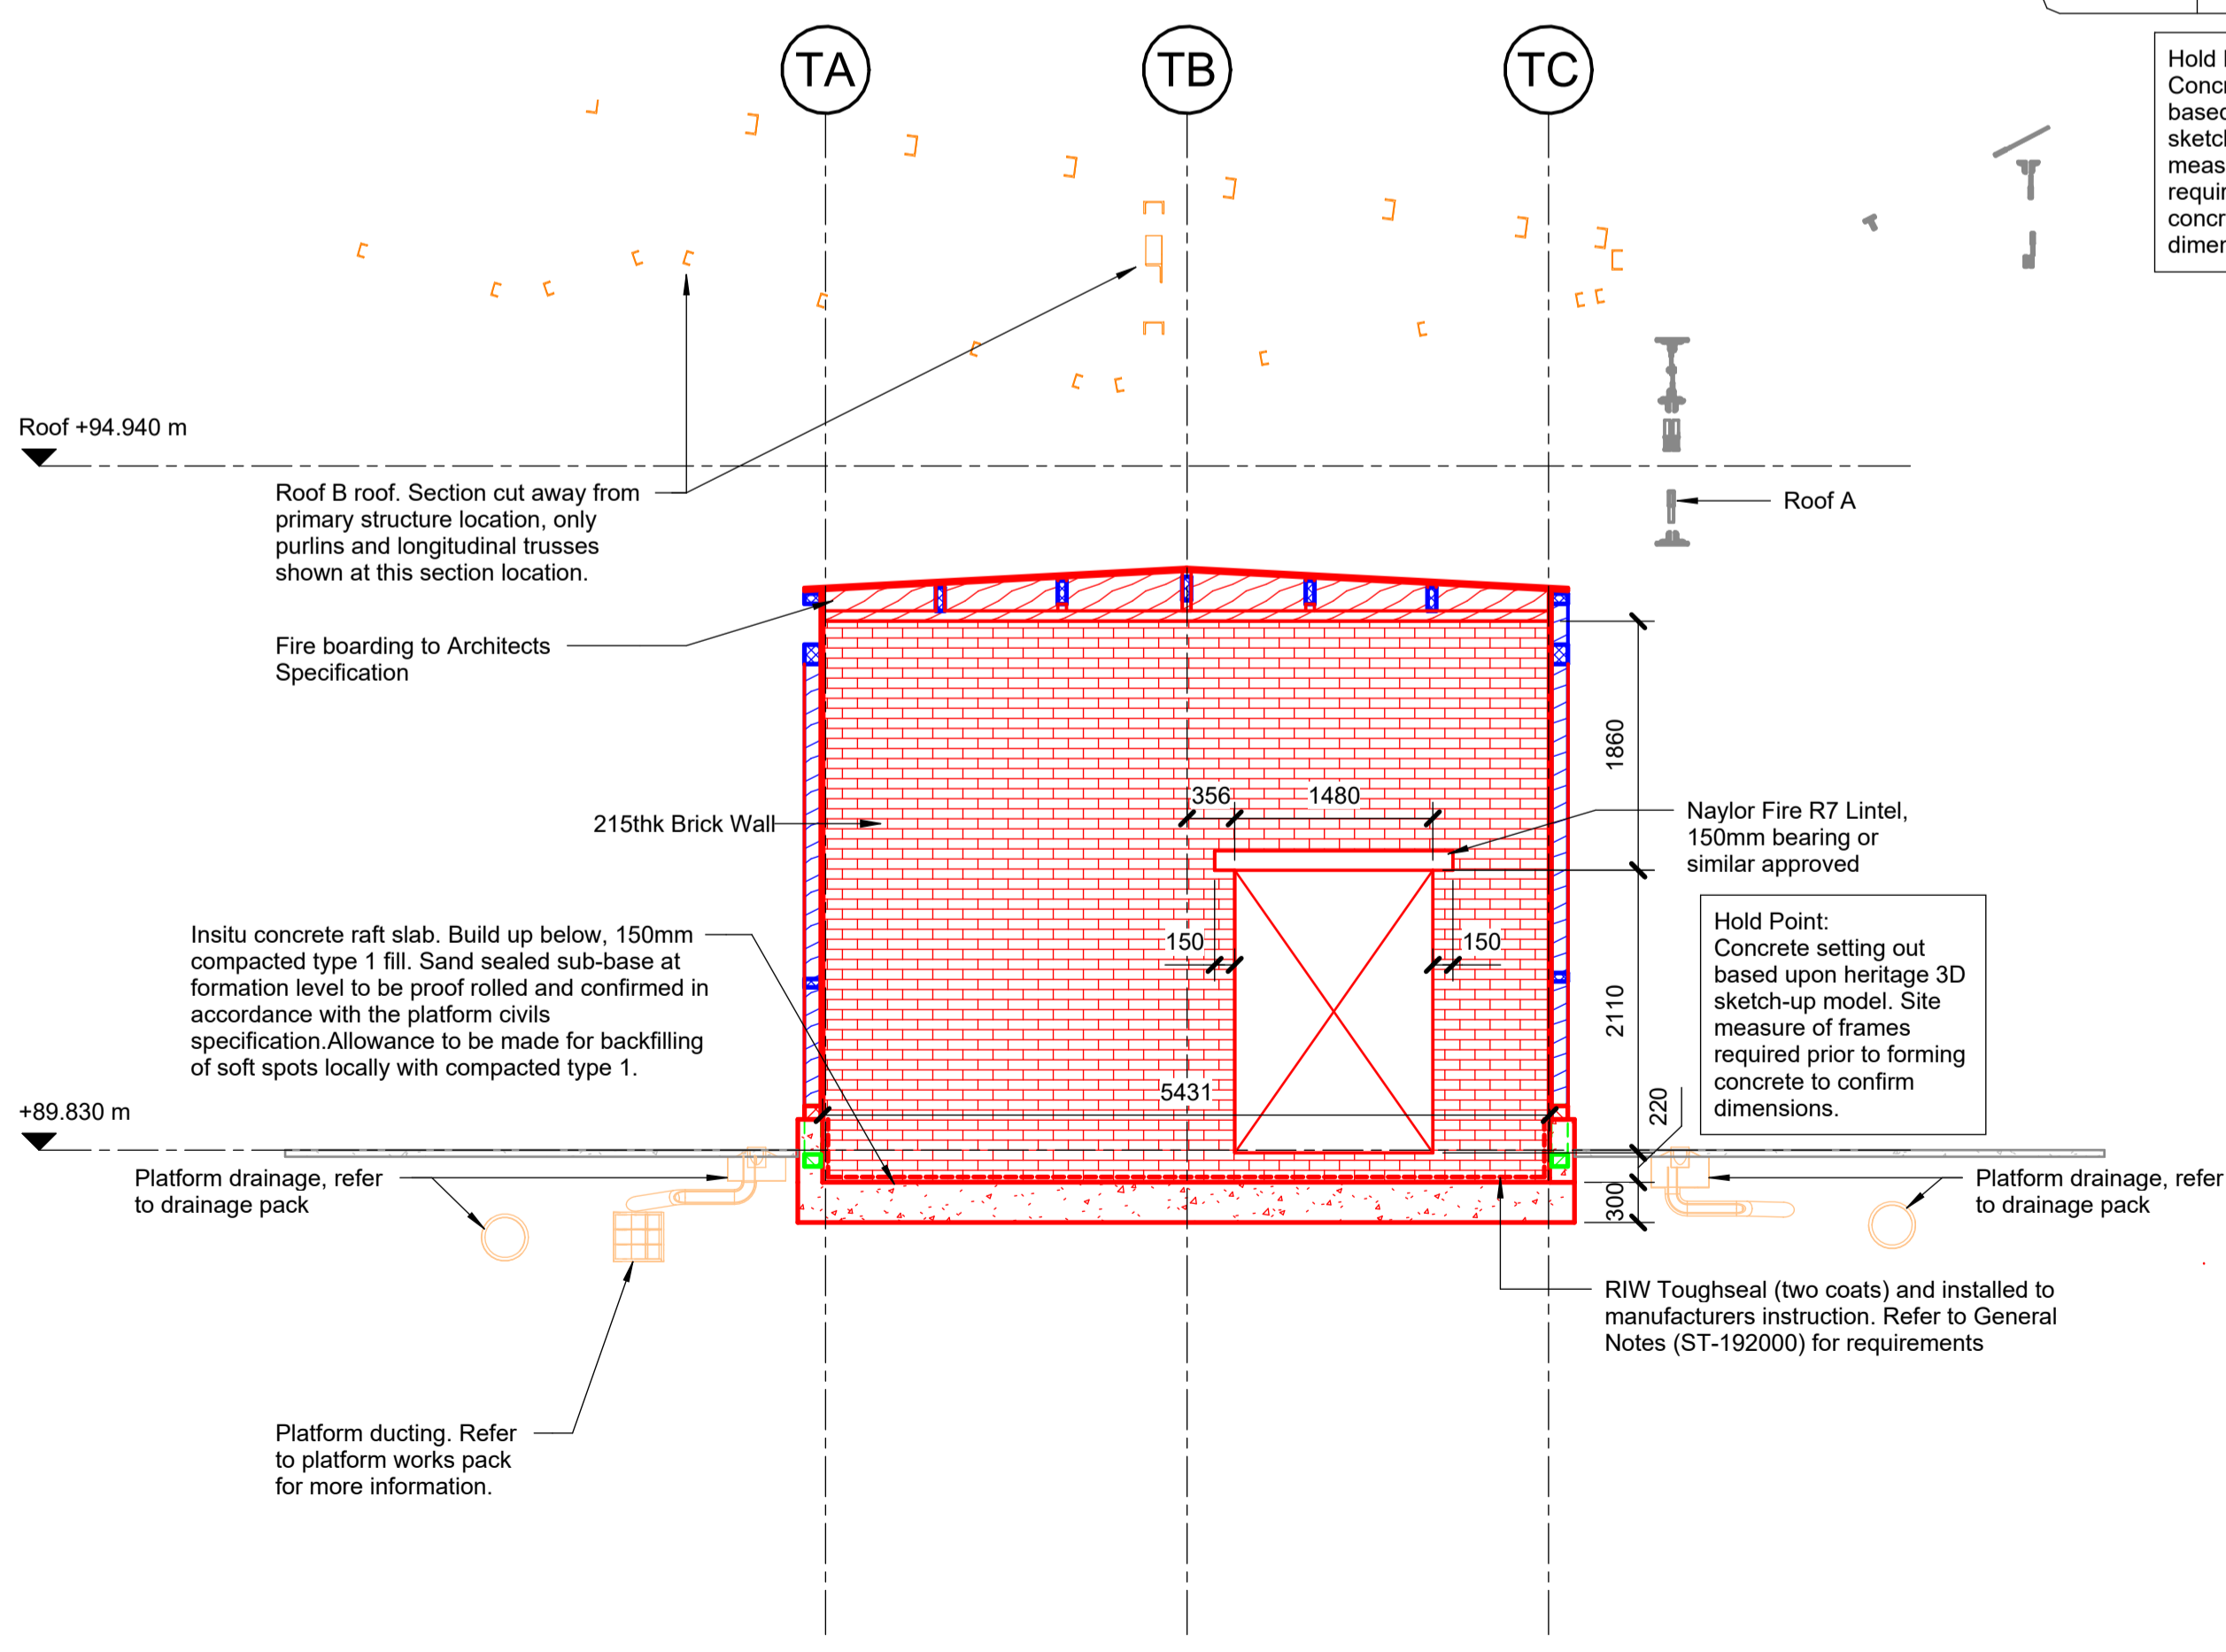 TA
TB
TC
Hold
Roof +94.940 m
Roof B roof. Section cut away from
primary structure location, only
purlins and longitudinal trusses
shown at this section location.
Roof A
Fire boarding to Architects
Specification
1860
356
1480
215thk Brick Wall
Naylor Fire R7 Lintel,
150mm bearing or
similar approved
Insitu concrete raft slab. Build up below, 150mm
compacted type 1 fill. Sand sealed sub-base at
formation level to be proof rolled and confirmed in
accordance with the platform civils
specification.Allowance to be made for backfilling
of soft spots locally with compacted type 1.
150
150
Hold Point:
Concrete setting out
based upon heritage 3D
sketch-up model. Site
measure of frames
required prior to forming
concrete to confirm
dimensions.
2110
5431
220
+89.830 m
Platform drainage, refer
to drainage pack
300
Platform drainage, refer
to drainage pack
RIW Toughseal (two coats) and installed to
manufacturers instruction. Refer to General
Notes (ST-192000) for requirements
Platform ducting. Refer
to platform works pack
for more information.